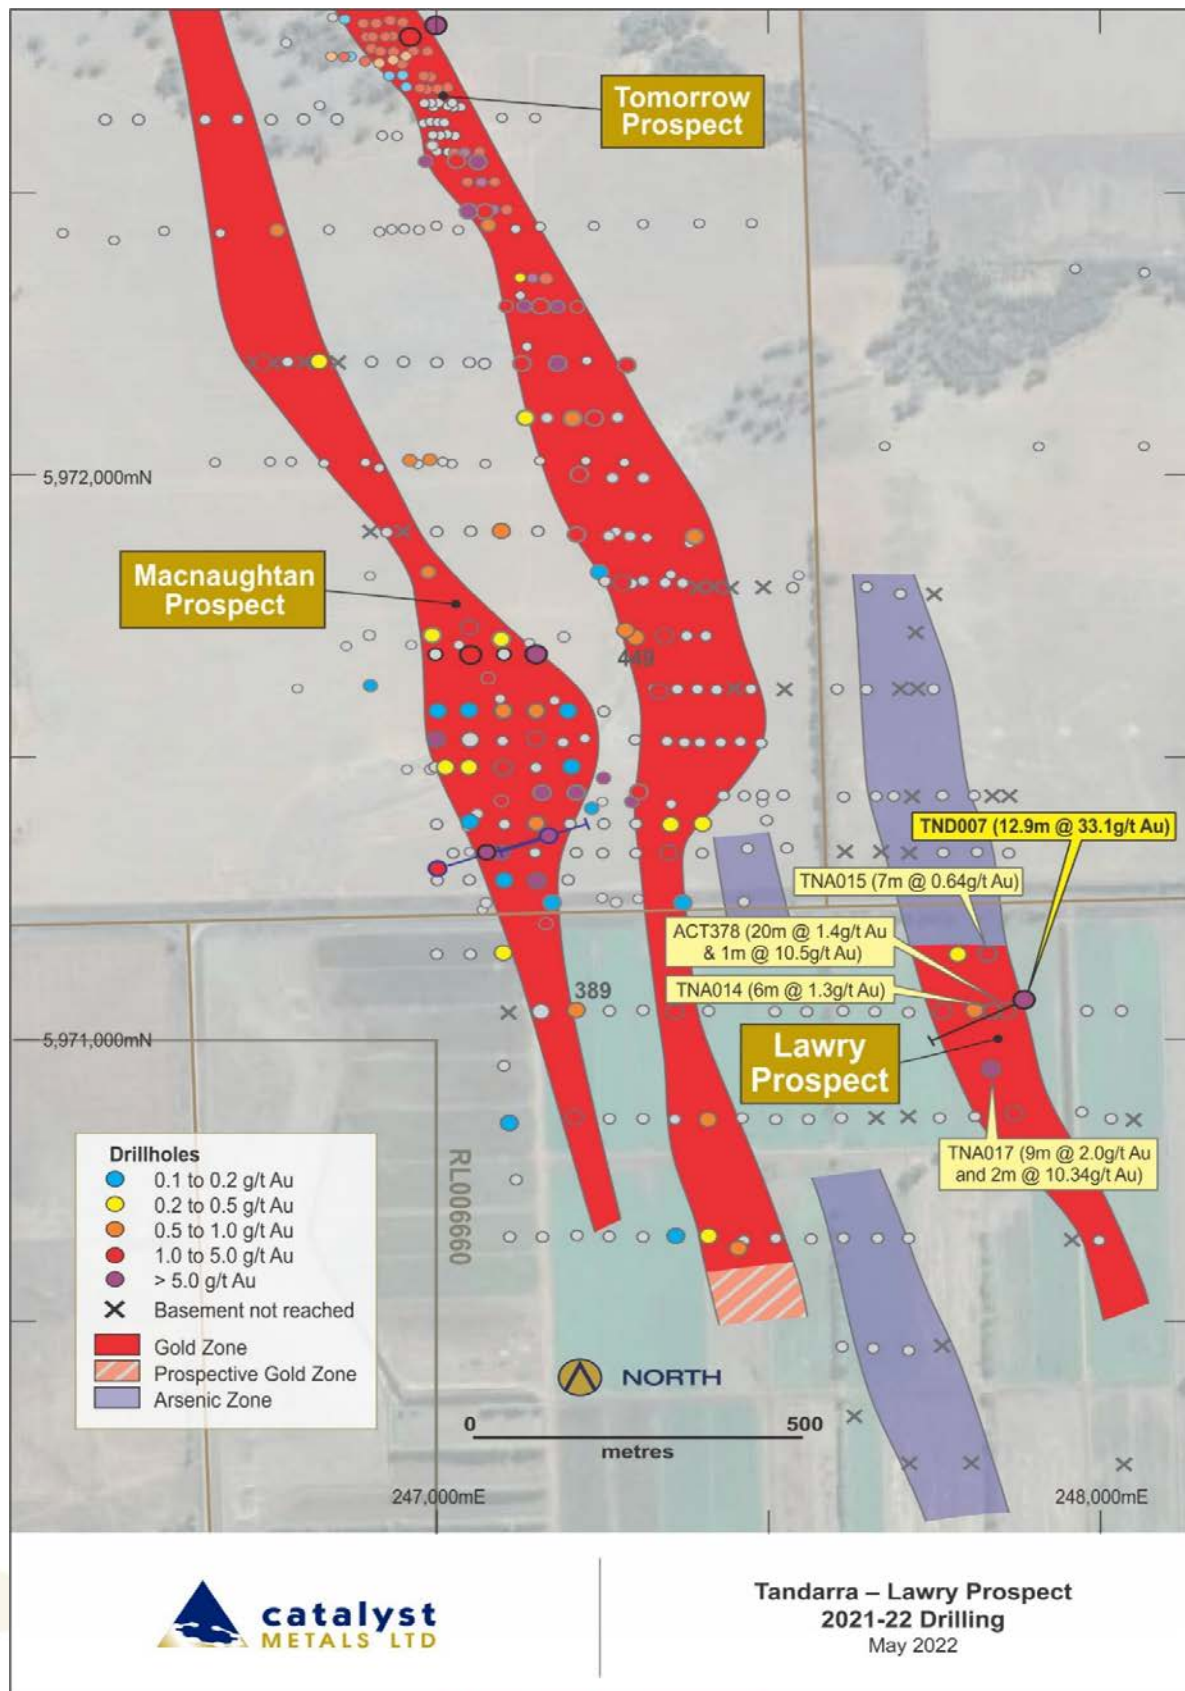 Tomorrow
Prospect
5,972,000mN
Macnaughtan
Prospect
449
TND007 (12.9m @ 33.1g/t Au)
TNA015 (7m @ 0.64g/t Au)
ACT378 (20m @ 1.4g/t Au
& 1m @ 10.5g/t Au)
TNA014 (6m @ 1.3g/t Au)
389
5,971,000mN
Lawry
Prospect
TNA017 (9m @ 2.0g/t Au
and 2m @ 10.34g/t Au)
RL006660
Drillholes
0.1 to 0.2 g/t Au
0.2 to 0.5 g/t Au
0.5 to 1.0 g/t Au
1.0 to 5.0 g/t Au
> 5.0 g/t Au
Basement not reached
Gold Zone
Prospective Gold Zone
Arsenic Zone
NORTH
0 500
metres
247,000mE 248,000mE
catalyst
METALS LTD
Tandarra – Lawry Prospect
2021-22 Drilling
May 2022